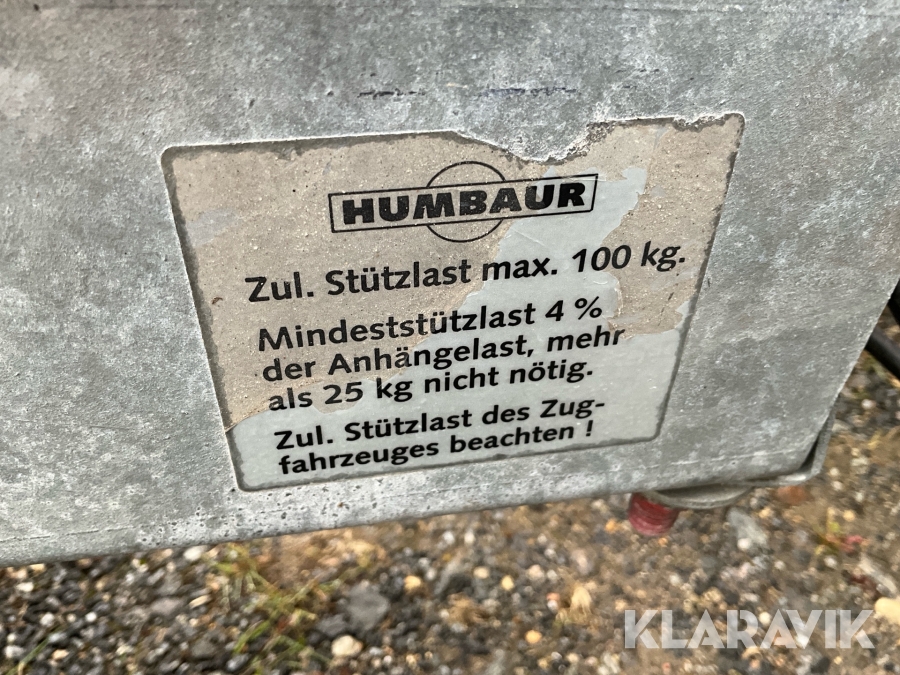 HUMBAUR
Zul. Stützlast max. 100 kg.
Mindeststützlast 4 %
der Anhängelast, mehr
als 25 kg nicht nötig.
Zul. Stützlast des Zug-
fahrzeuges beachten !
KLARAVIK